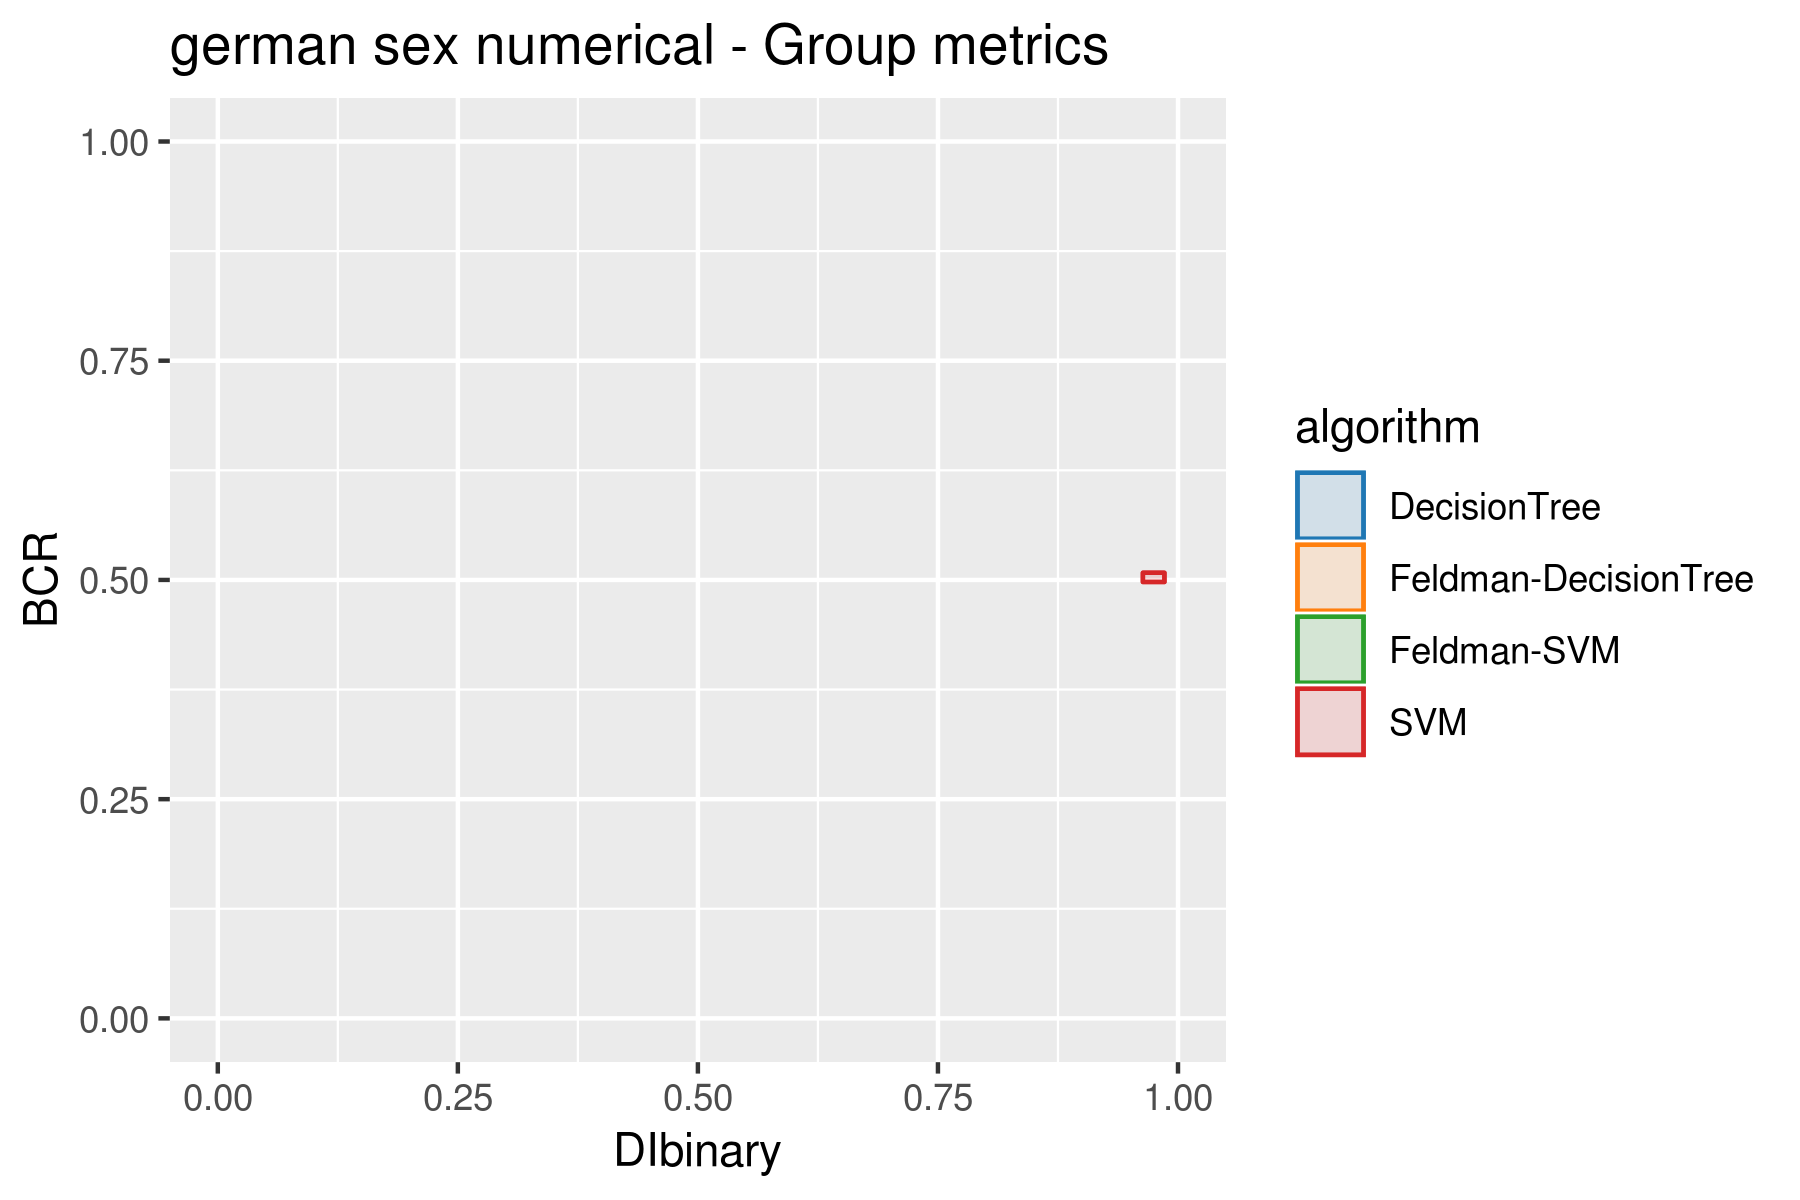 german sex numerical - Group metrics
1.00
0.75
0.50
0.25
0.00
BCR
0.00 0.25 0.50 0.75 1.00
DIbinary
algorithm
DecisionTree
Feldman-DecisionTree
Feldman-SVM
SVM